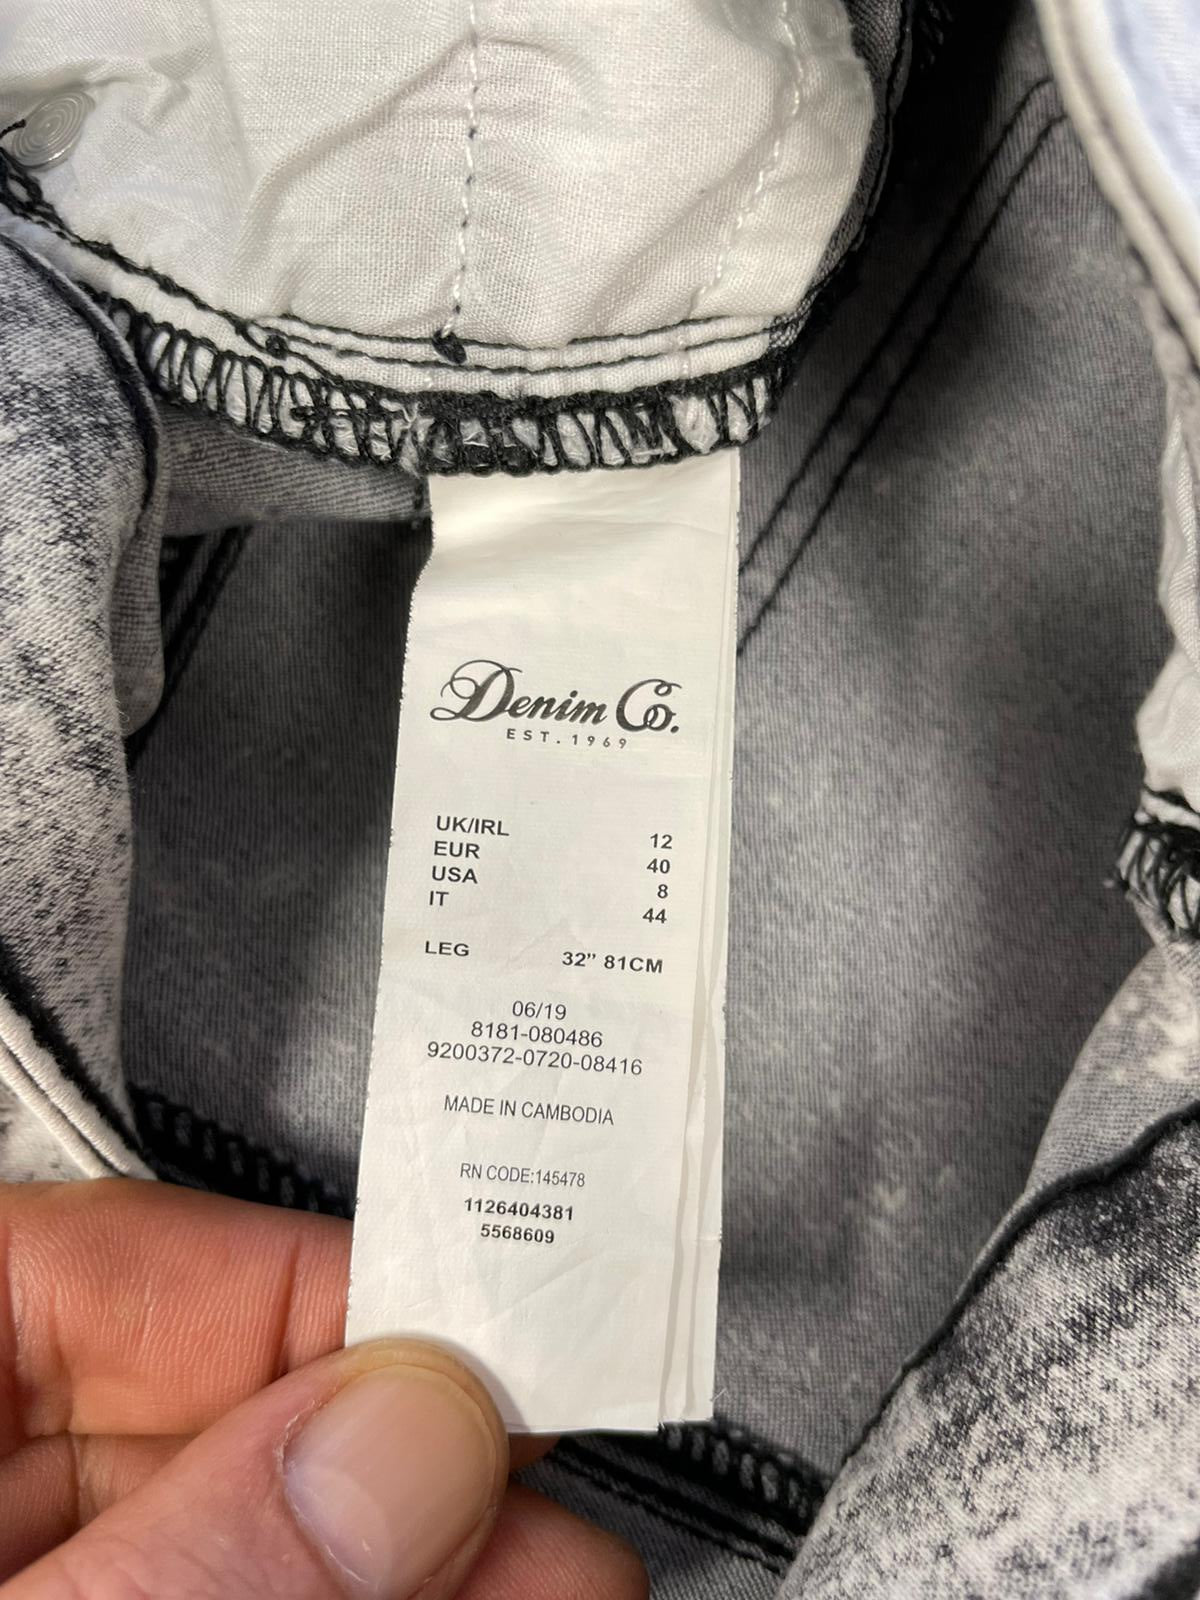 Denim Co.
EST. 1969
UK/IRL 12
EUR 40
USA 8
IT 44
LEG 32” 81CM
06/19
8181-080486
9200372-0720-08416
MADE IN CAMBODIA
RN CODE:145478
1126404381
5568609